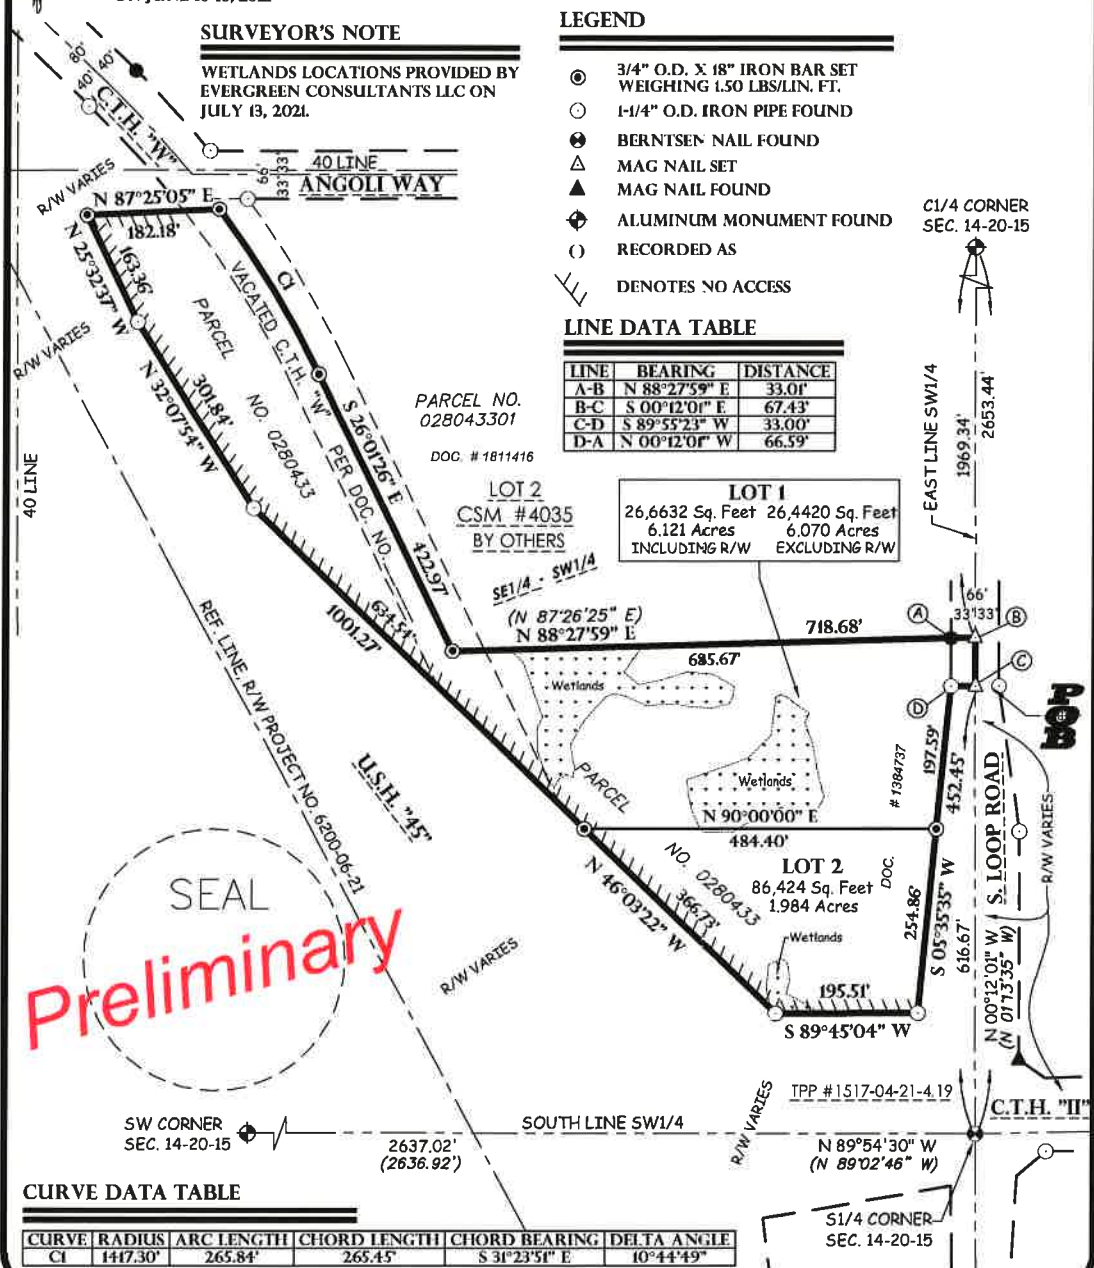 SURVEYOR'S NOTE
WETLANDS LOCATIONS PROVIDED BY
EVERGREEN CONSULTANTS LLC ON
JULY 13, 2021.
LEGEND
3/4" O.D. X 18" IRON BAR SET
WEIGHING 1.50 LBS/LIN. FT.
1-1/4" O.D. IRON PIPE FOUND
BERNTSEN NAIL FOUND
MAG NAIL SET
MAG NAIL FOUND
ALUMINUM MONUMENT FOUND
() RECORDED AS
DENOTES NO ACCESS
LINE DATA TABLE
LINE BEARING DISTANCE
A-B N 88°27'59" E 33.01'
B-C S 00°12'01" E 67.43'
C-D S 89°55'23" W 33.00'
D-A N 00°12'01" W 66.59'
80'
40' 40'
C.T.H. "W"
R/W VARIES
66'
33' 33'
40 LINE
ANGOLI WAY
N 87°25'05" E
182.18'
N 25°32'37" W
163.36'
C1
VACATED C.T.H. "W" PER DOC. NO.
PARCEL NO. 0280433
R/W VARIES
N 32°07'54" W
301.84'
S 26°01'26" E
422.97'
40 LINE
PARCEL NO.
028043301
DOC. # 1811416
LOT 2
CSM #4035
BY OTHERS
SE1/4 - SW1/4
LOT 1
26,6632 Sq. Feet 26,4420 Sq. Feet
6.121 Acres 6.070 Acres
INCLUDING R/W EXCLUDING R/W
C1/4 CORNER
SEC. 14-20-15
EAST LINE SW1/4
1969.34'
2653.44'
66'
33' 33'
A
B
C
D
POB
(N 87°26'25" E)
N 88°27'59" E
718.68'
685.67'
634.54'
1001.27'
Wetlands
Wetlands
REF. LINE, R/W PROJECT NO. 6200-06-21
U.S.H. "45"
PARCEL
NO. 0280433
N 90°00'00" E
484.40'
DOC. # 1384737
197.59'
452.45'
S. LOOP ROAD
R/W VARIES
LOT 2
86,424 Sq. Feet
1.984 Acres
N 46°03'22" W
366.73'
254.86'
S 05°35'35" W
616.67'
N 00°12'01" W
(N 01°13'35" W)
Wetlands
195.51'
S 89°45'04" W
SEAL
Preliminary
R/W VARIES
TPP #1517-04-21-4.19
C.T.H. "II"
SW CORNER
SEC. 14-20-15
SOUTH LINE SW1/4
2637.02'
(2636.92')
R/W VARIES
N 89°54'30" W
(N 89°02'46" W)
S1/4 CORNER
SEC. 14-20-15
CURVE DATA TABLE
CURVE RADIUS ARC LENGTH CHORD LENGTH CHORD BEARING DELTA ANGLE
C1 1417.30' 265.84' 265.45' S 31°23'51" E 10°44'49"